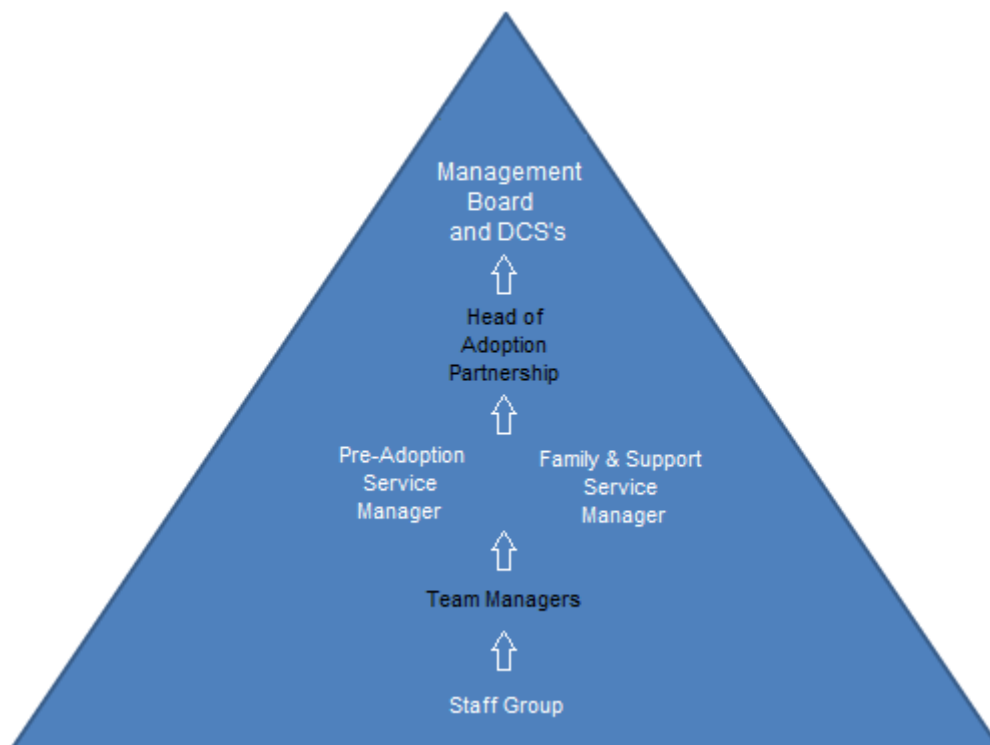 Management
Board
and DCS's
Head of
Adoption
Partnership
Pre-Adoption
Service
Manager
Family & Support
Service
Manager
Team Managers
Staff Group